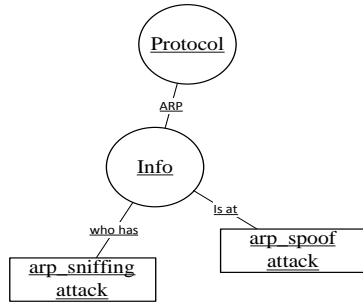 Protocol
ARP
Info
who has
Is at
arp_sniffing
attack
arp_spoof
attack